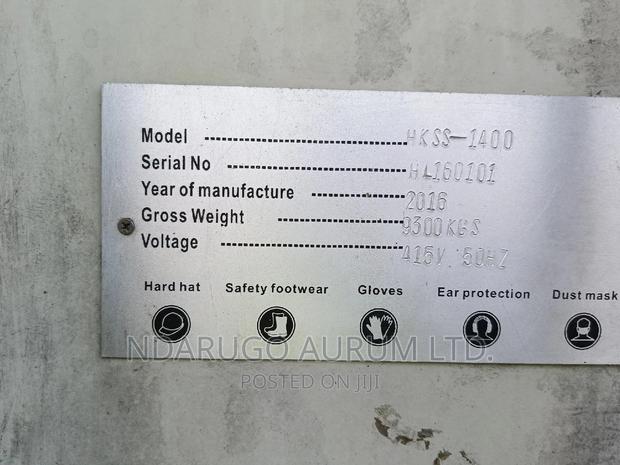 Model ---------- HKSS-1400
Serial No ---------- HL160101
Year of manufacture ---------- 2016
Gross Weight ---------- 9300KGS
Voltage ---------- 415V. 50HZ
Hard hat Safety footwear Gloves Ear protection Dust mask
NDARUGO AURUM LTD.
POSTED ON JIJI